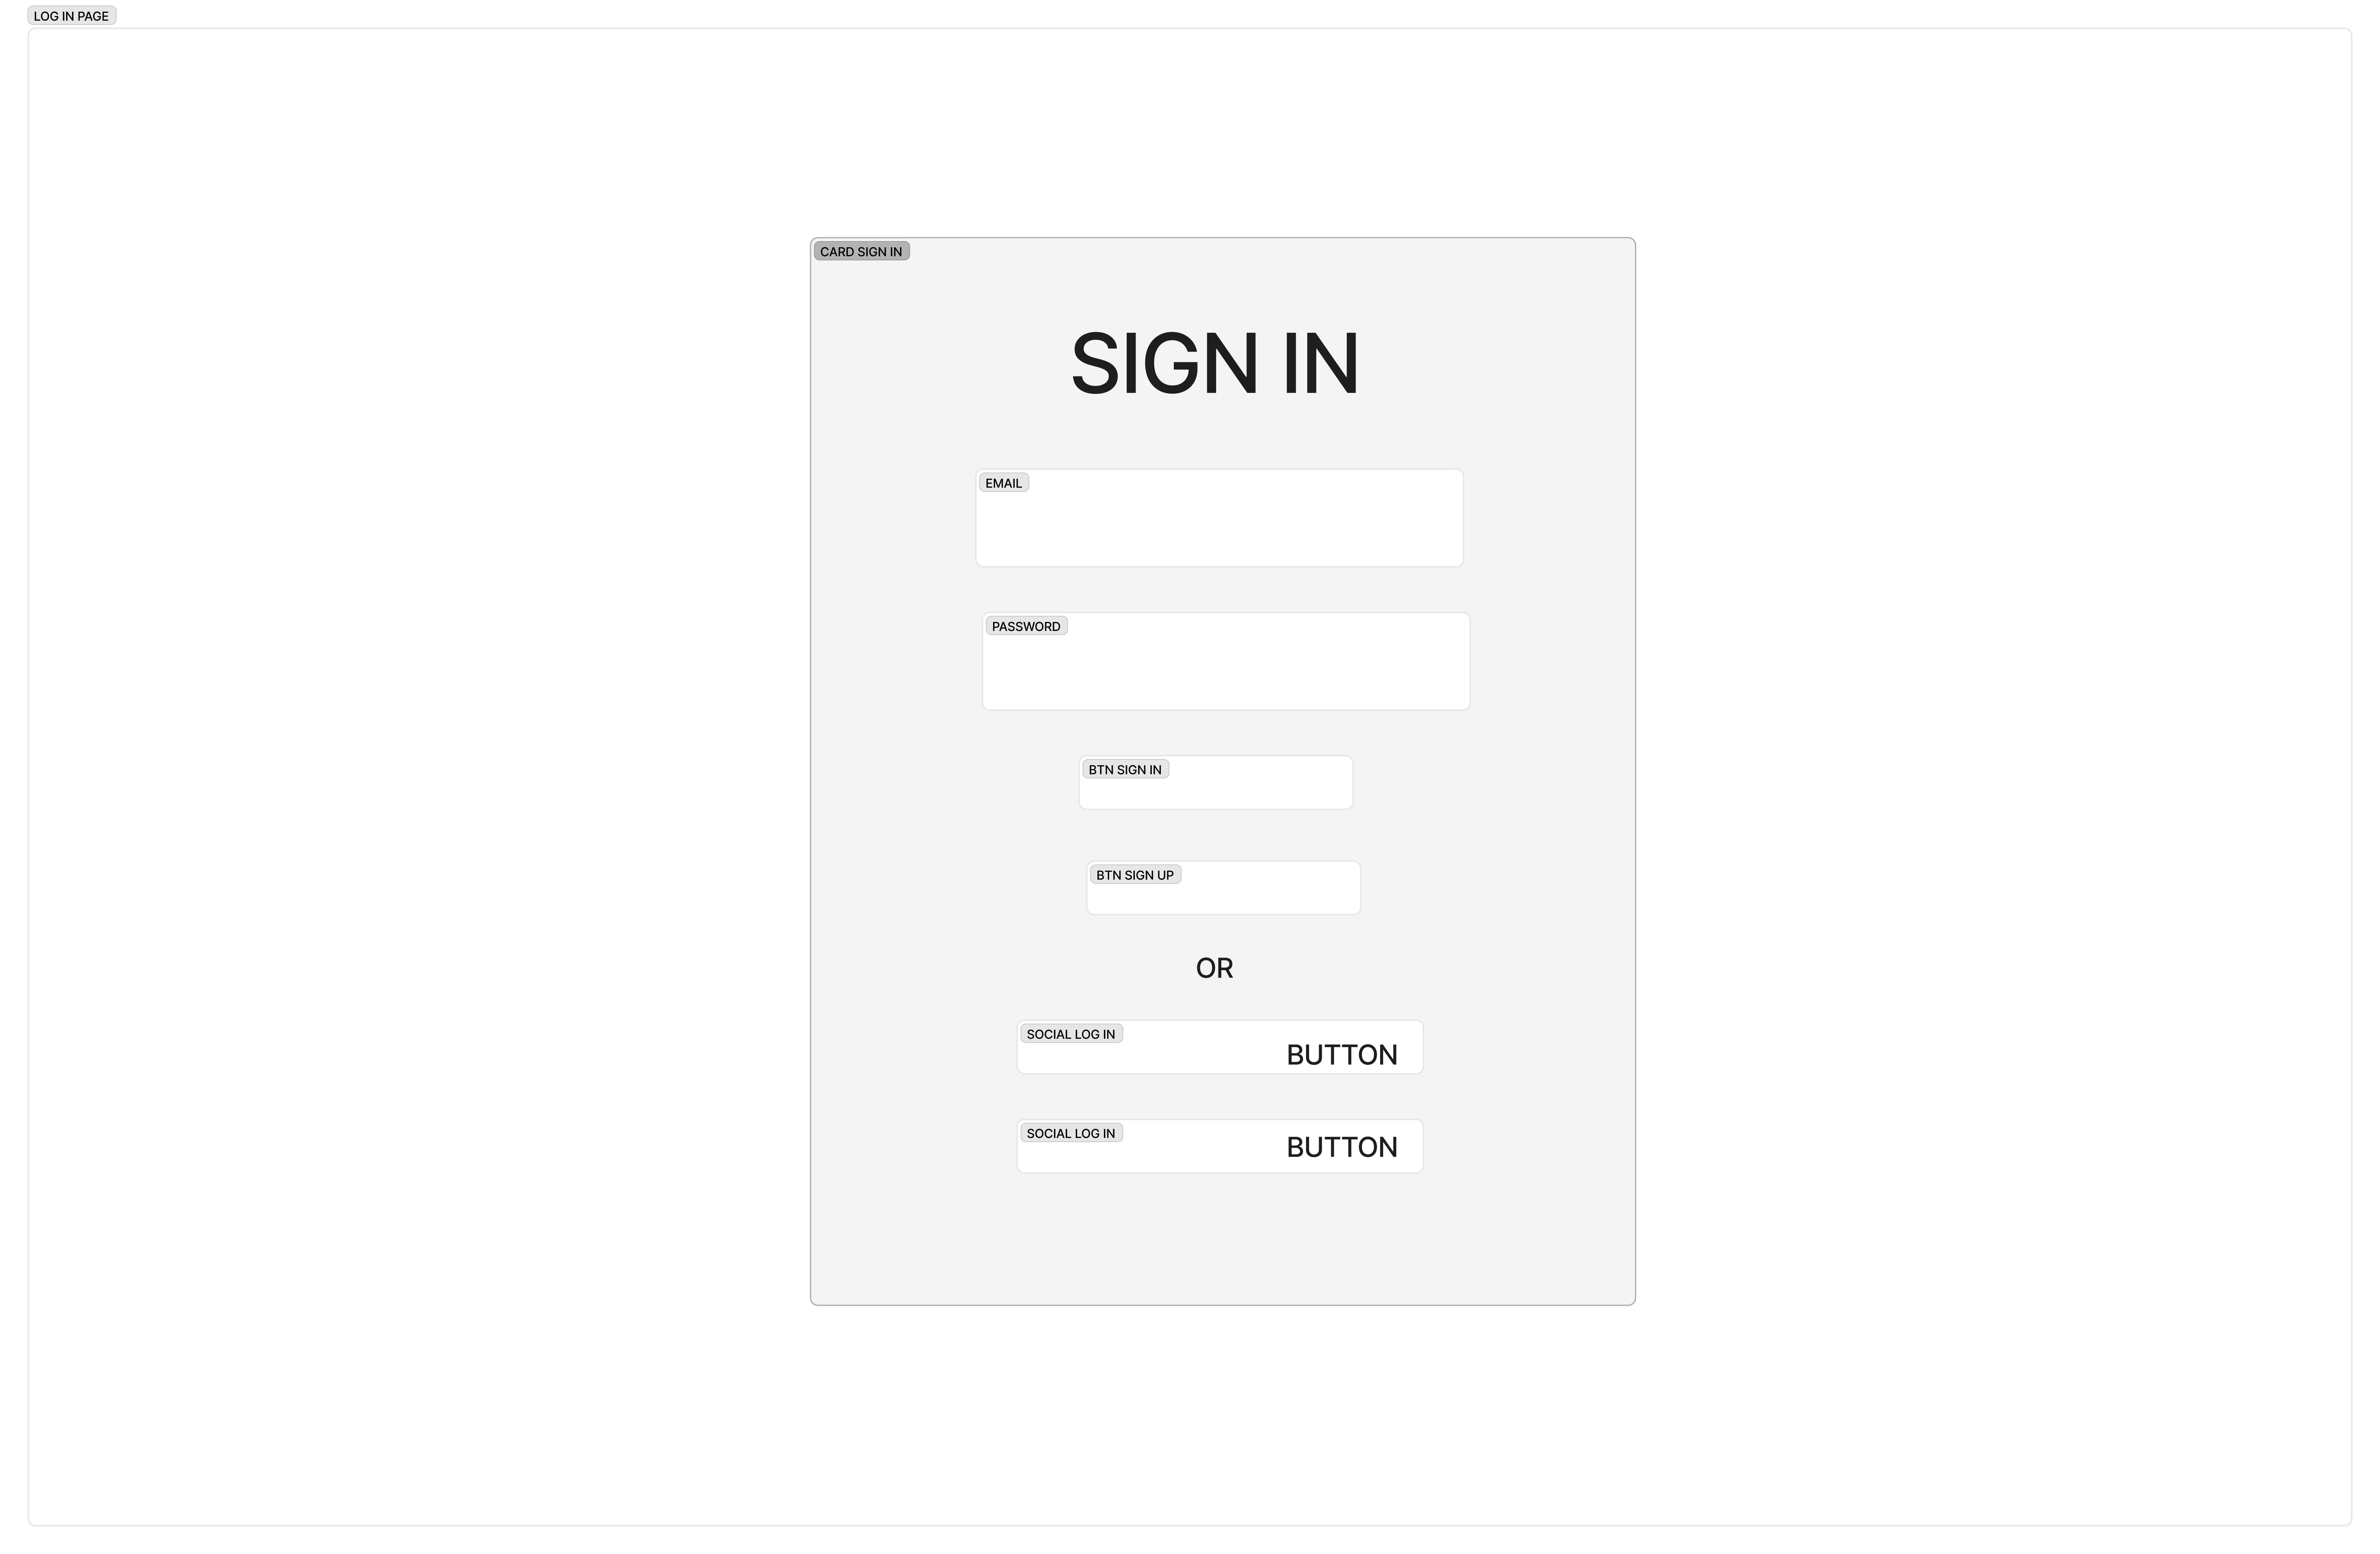 LOG IN PAGE
CARD SIGN IN
SIGN IN
EMAIL
PASSWORD
BTN SIGN IN
BTN SIGN UP
OR
SOCIAL LOG IN
BUTTON
SOCIAL LOG IN
BUTTON